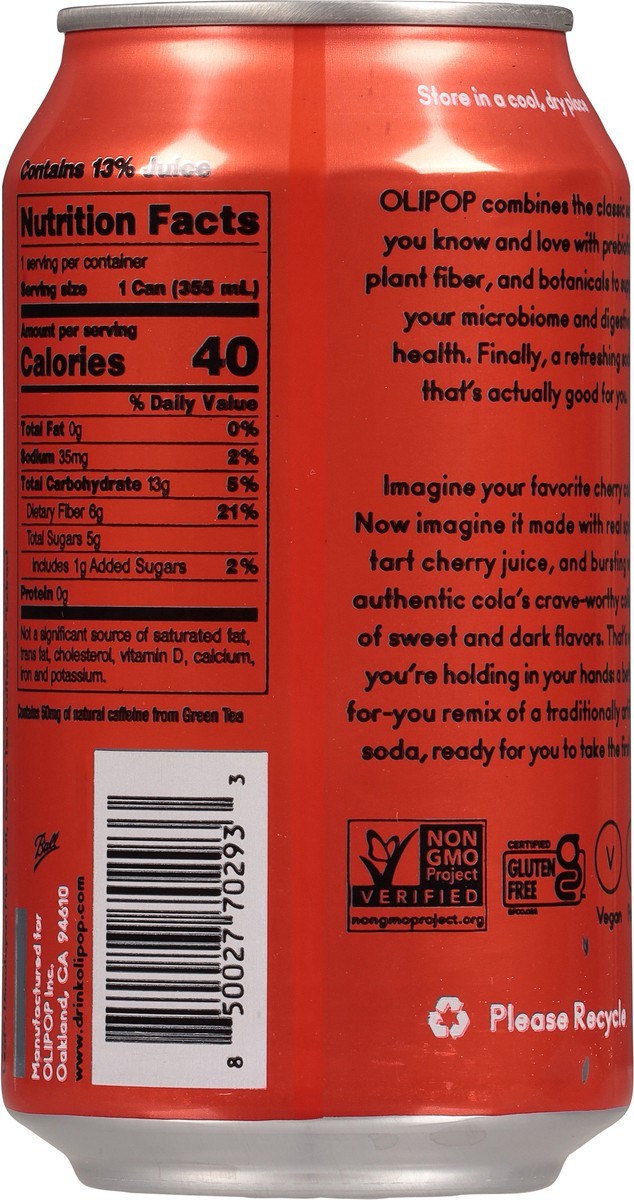 Store in a cool, dry place
Contains 13% Juice
Nutrition Facts
1 serving per container
Serving size 1 Can (355 mL)
Amount per serving
Calories 40
% Daily Value
Total Fat 0g 0%
Sodium 35mg 2%
Total Carbohydrate 13g 5%
Dietary Fiber 6g 21%
Total Sugars 5g
Includes 1g Added Sugars 2%
Protein 0g
Not a significant source of saturated fat,
trans fat, cholesterol, vitamin D, calcium,
iron and potassium.
Contains 50mg of natural caffeine from Green Tea
OLIPOP combines the classic
you know and love with
plant fiber, and botanicals to
your microbiome and
health. Finally, a refreshing
that's actually good for you.
Imagine your favorite cherry
Now imagine it made with real
tart cherry juice, and bursting
authentic cola's crave-worthy
of sweet and dark flavors. That's
you're holding in your hands: a
for-you remix of a traditionally
soda, ready for you to take the
Ball
Manufactured for
OLIPOP Inc.
Oakland, CA 94610
www.drinkolipop.com
8 50027 70293 3
NON
GMO
Project
VERIFIED
nongmoproject.org
CERTIFIED
GLUTEN
FREE
GFCO.ORG
V
Vegan
Please Recycle